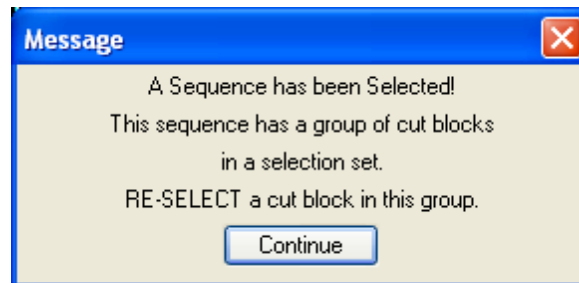 Message
A Sequence has been Selected!
This sequence has a group of cut blocks
in a selection set.
RE-SELECT a cut block in this group.
Continue